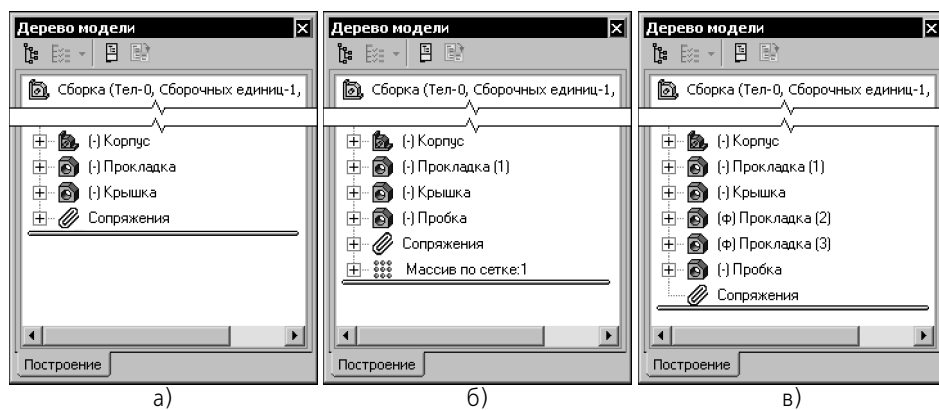 Дерево модели
Сборка (Тел-0, Сборочных единиц-1,
(-) Корпус
(-) Прокладка
(-) Крышка
Сопряжения
Построение
а)
Дерево модели
Сборка (Тел-0, Сборочных единиц-1,
(-) Корпус
(-) Прокладка (1)
(-) Крышка
(-) Пробка
Сопряжения
Массив по сетке:1
Построение
б)
Дерево модели
Сборка (Тел-0, Сборочных единиц-1,
(-) Корпус
(-) Прокладка (1)
(-) Крышка
(ф) Прокладка (2)
(ф) Прокладка (3)
(-) Пробка
Сопряжения
Построение
в)